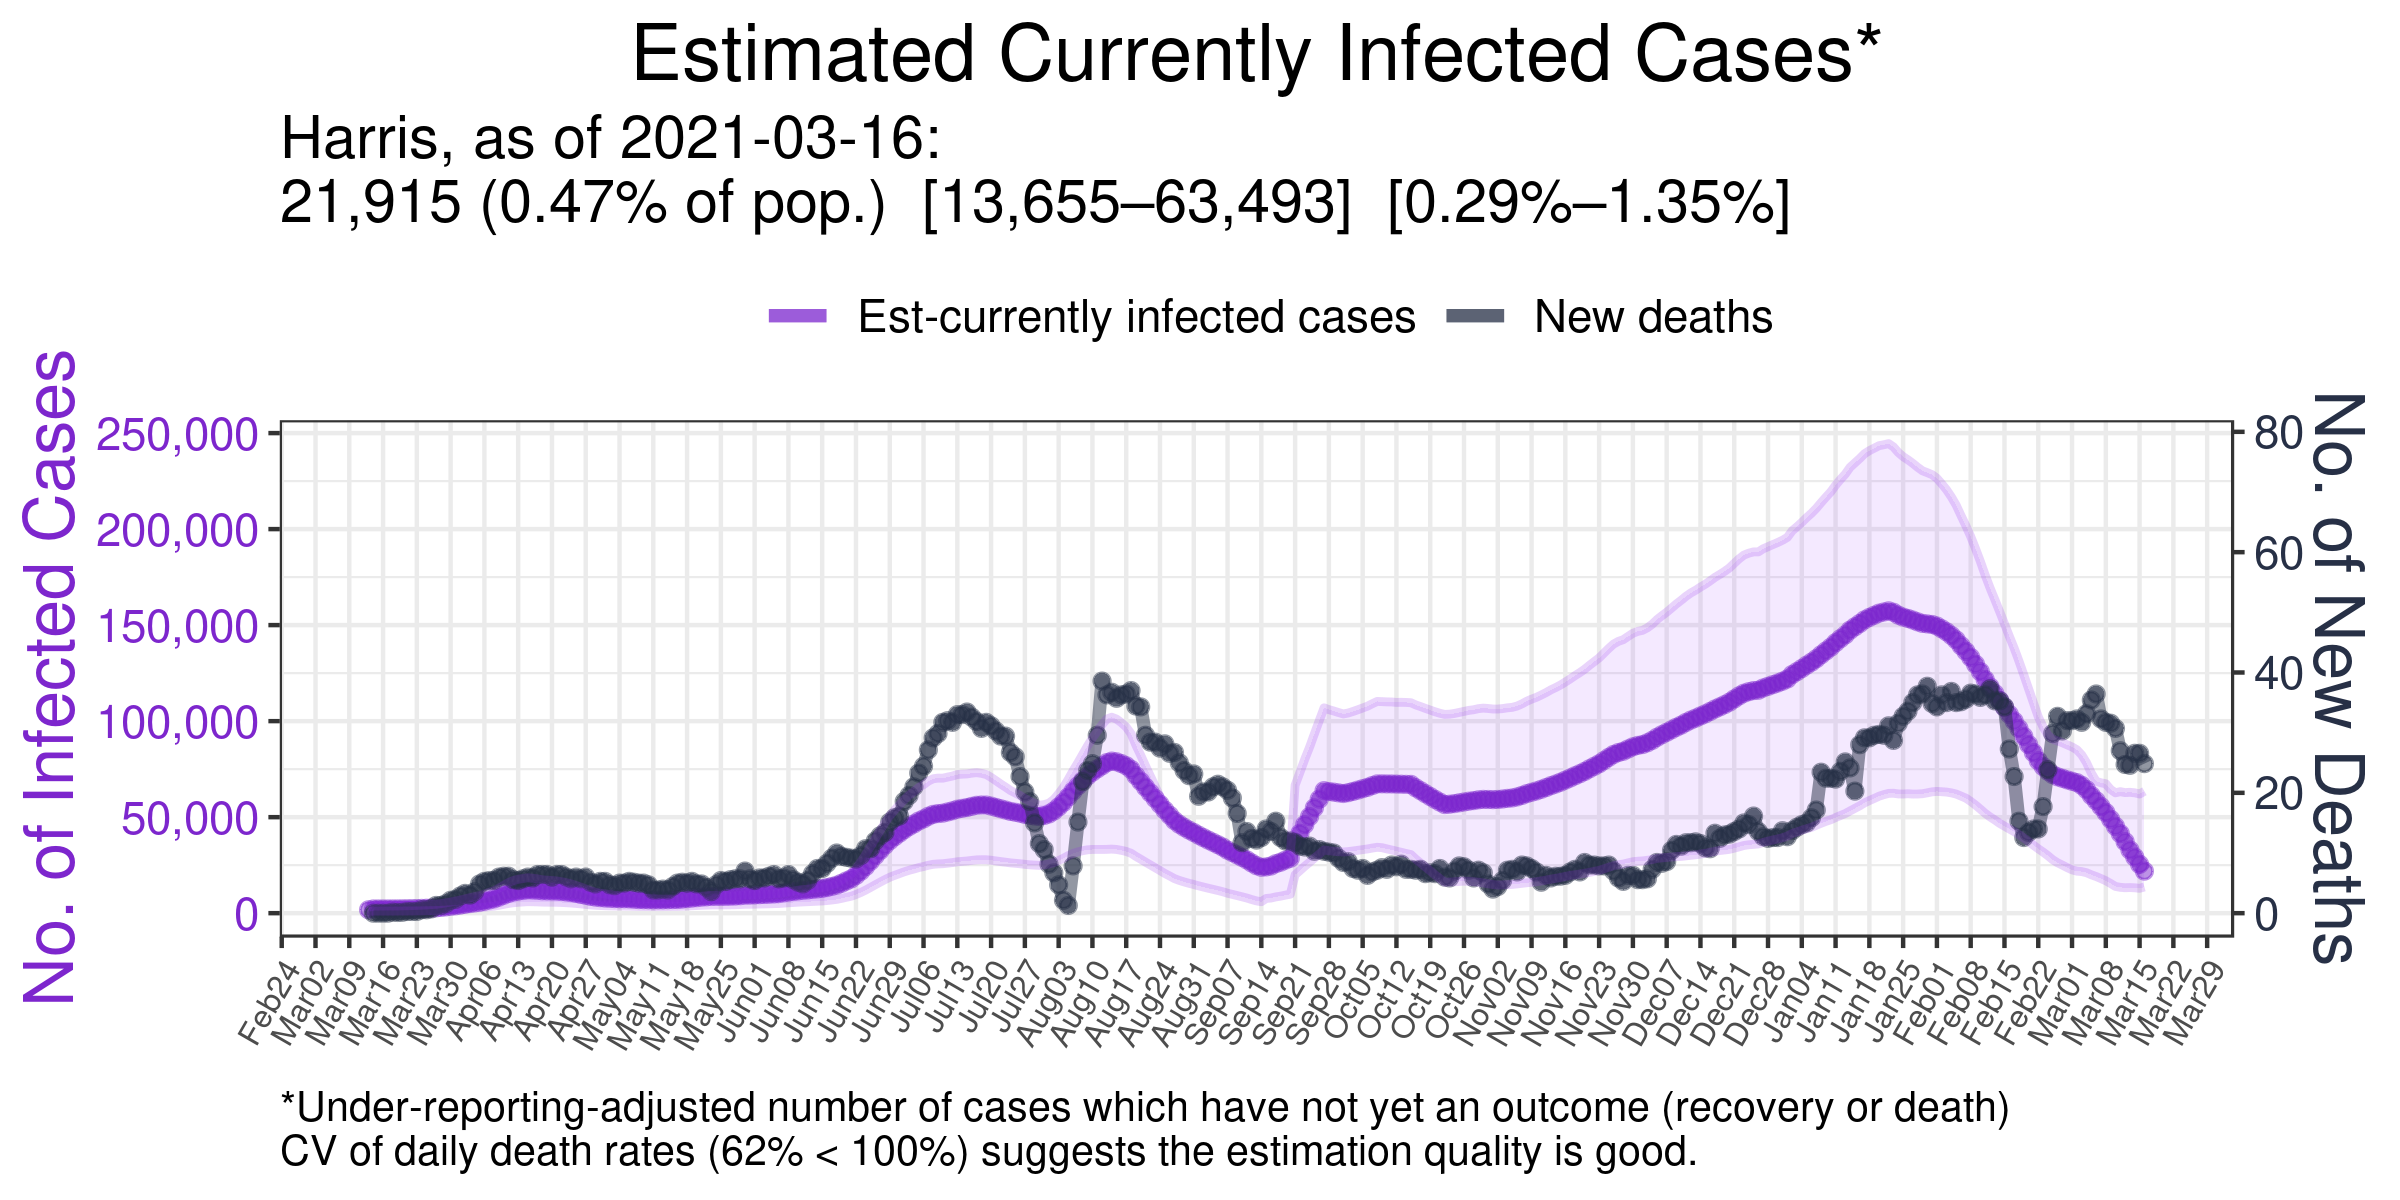 Estimated Currently Infected Cases*
Harris, as of 2021-03-16:
21,915 (0.47% of pop.) [13,655–63,493] [0.29%–1.35%]
Est-currently infected cases New deaths
No. of Infected Cases
250,000
200,000
150,000
100,000
50,000
0
80
60
40
20
0
No. of New Deaths
Feb24 Mar02 Mar09 Mar16 Mar23 Mar30 Apr06 Apr13 Apr20 Apr27 May04 May11 May18 May25 Jun01 Jun08 Jun15 Jun22 Jun29 Jul06 Jul13 Jul20 Jul27 Aug03 Aug10 Aug17 Aug24 Aug31 Sep07 Sep14 Sep21 Sep28 Oct05 Oct12 Oct19 Oct26 Nov02 Nov09 Nov16 Nov23 Nov30 Dec07 Dec14 Dec21 Dec28 Jan04 Jan11 Jan18 Jan25 Feb01 Feb08 Feb15 Feb22 Mar01 Mar08 Mar15 Mar22 Mar29
*Under-reporting-adjusted number of cases which have not yet an outcome (recovery or death)
CV of daily death rates (62% < 100%) suggests the estimation quality is good.